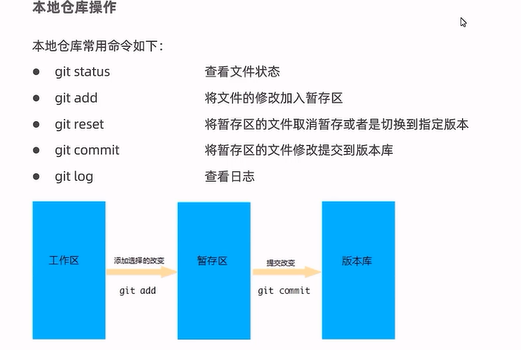 本地仓库操作
本地仓库常用命令如下：
● git status 查看文件状态
● git add 将文件的修改加入暂存区
● git reset 将暂存区的文件取消暂存或者是切换到指定版本
● git commit 将暂存区的文件修改提交到版本库
● git log 查看日志
工作区 添加选择的改变 暂存区 提交改变 版本库
git add git commit